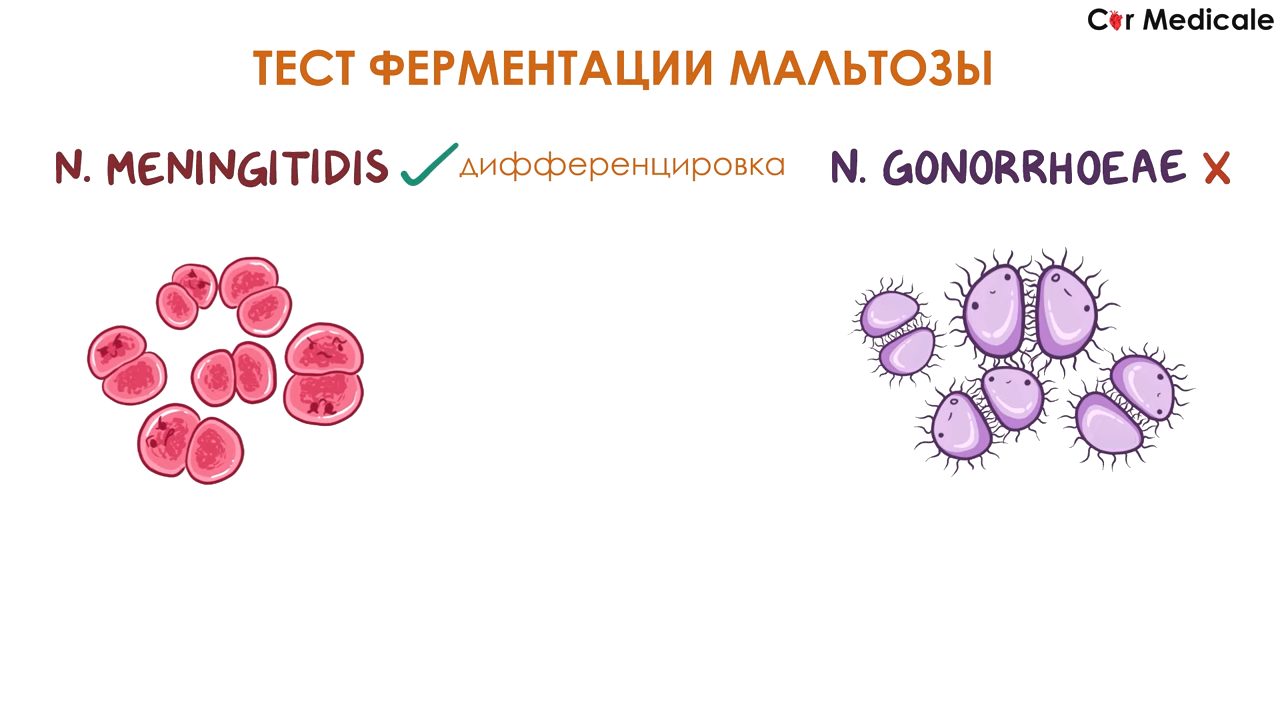 Cor Medicale
ТЕСТ ФЕРМЕНТАЦИИ МАЛЬТОЗЫ
N. MENINGITIDIS ✓ дифференцировка N. GONORRHOEAE X